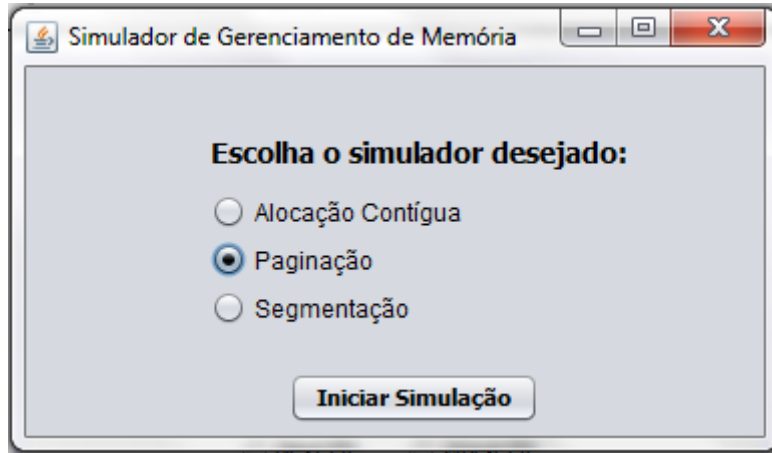 Simulador de Gerenciamento de Memória
Escolha o simulador desejado:
Alocação Contígua
Paginação
Segmentação
Iniciar Simulação